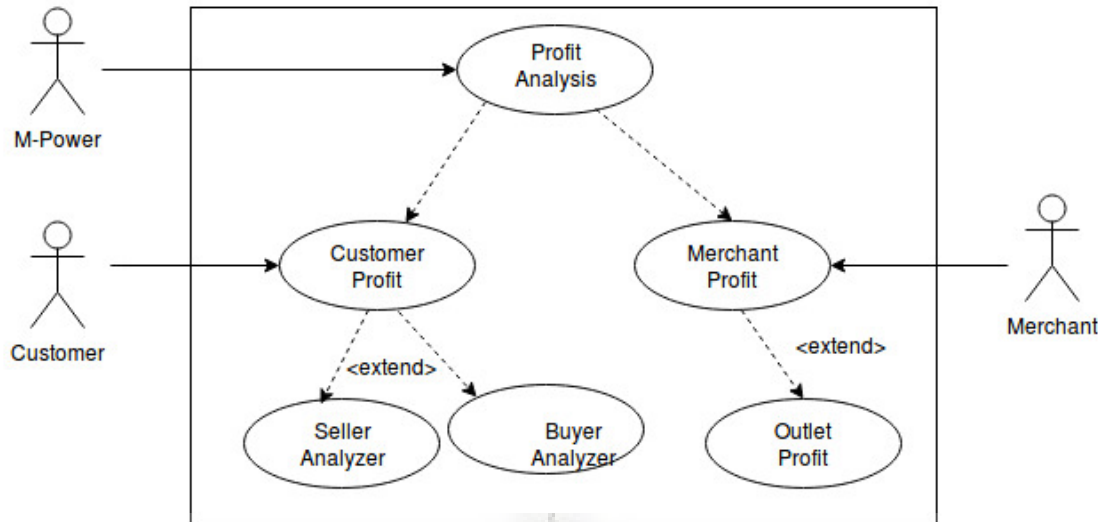 Profit
Analysis
M-Power
Customer
Profit
Merchant
Profit
Customer
Merchant
<extend>
<extend>
Seller
Analyzer
Buyer
Analyzer
Outlet
Profit